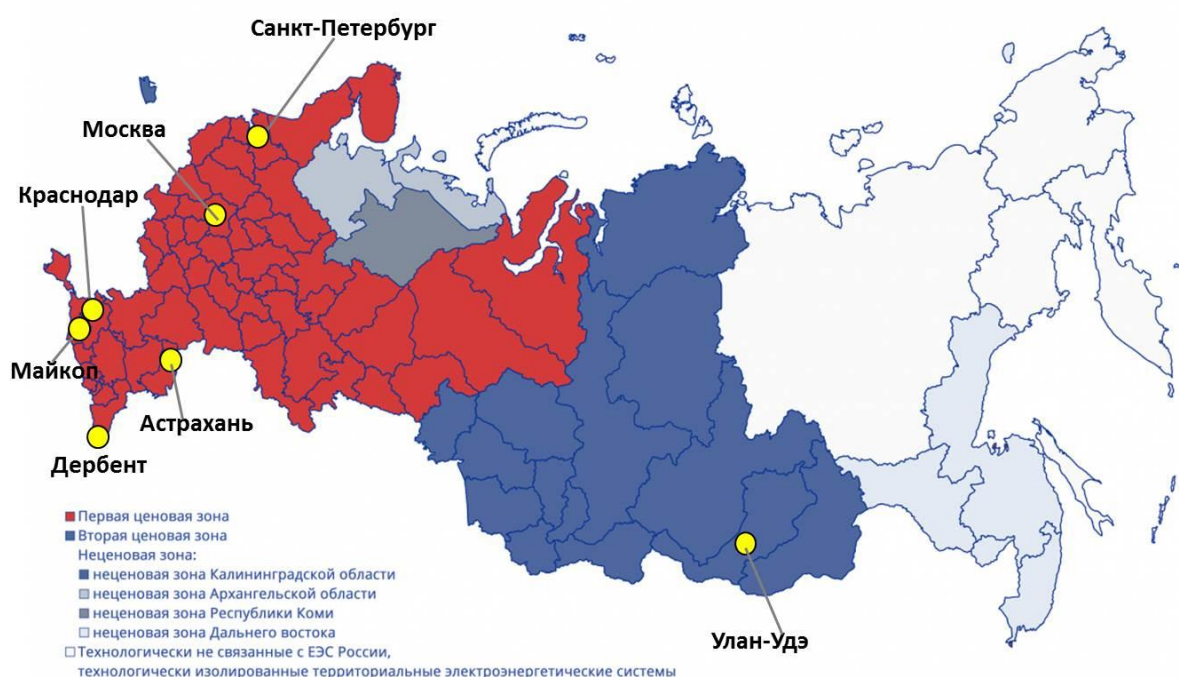 Санкт-Петербург
Москва
Краснодар
Майкоп
Астрахань
Дербент
Улан-Удэ
Первая ценовая зона
Вторая ценовая зона
Неценовая зона:
неценовая зона Калининградской области
неценовая зона Архангельской области
неценовая зона Республики Коми
неценовая зона Дальнего востока
Технологически не связанные с ЕЭС России,
технологически изолированные территориальные электроэнергетические системы